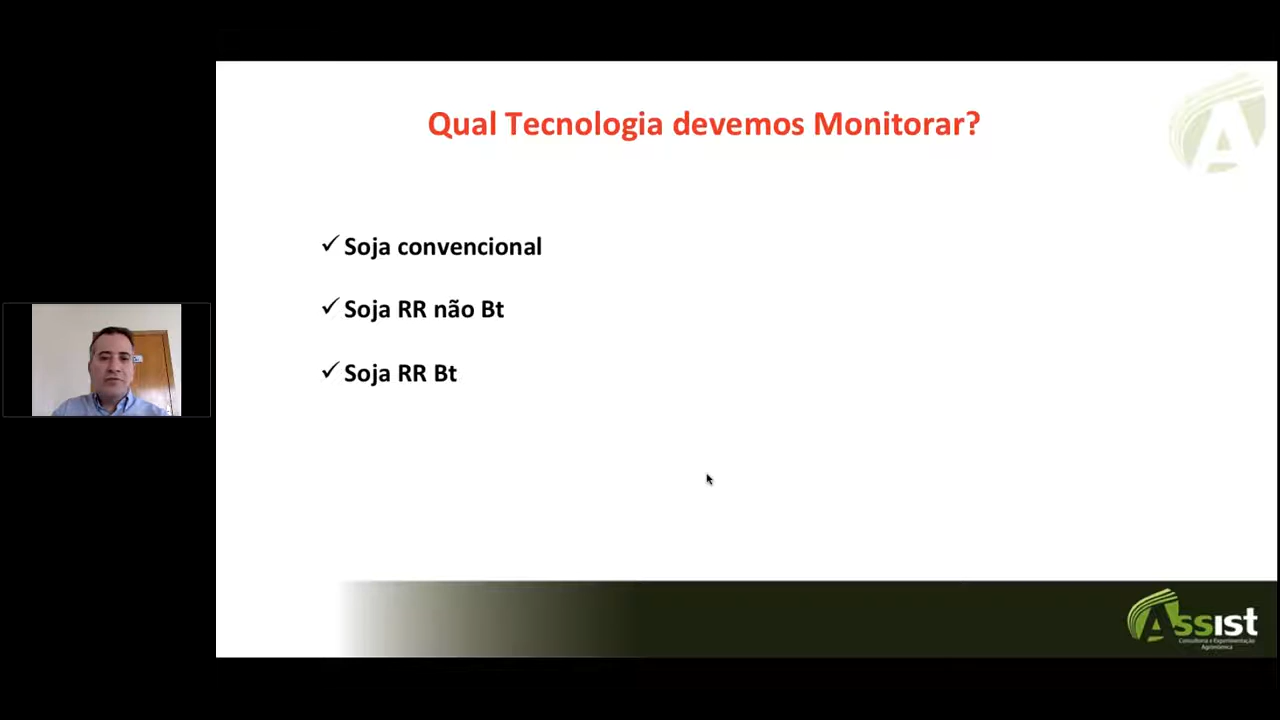 Qual Tecnologia devemos Monitorar?
✓ Soja convencional
✓ Soja RR não Bt
✓ Soja RR Bt
Assist
Consultoria e Experimentação
Agronômica